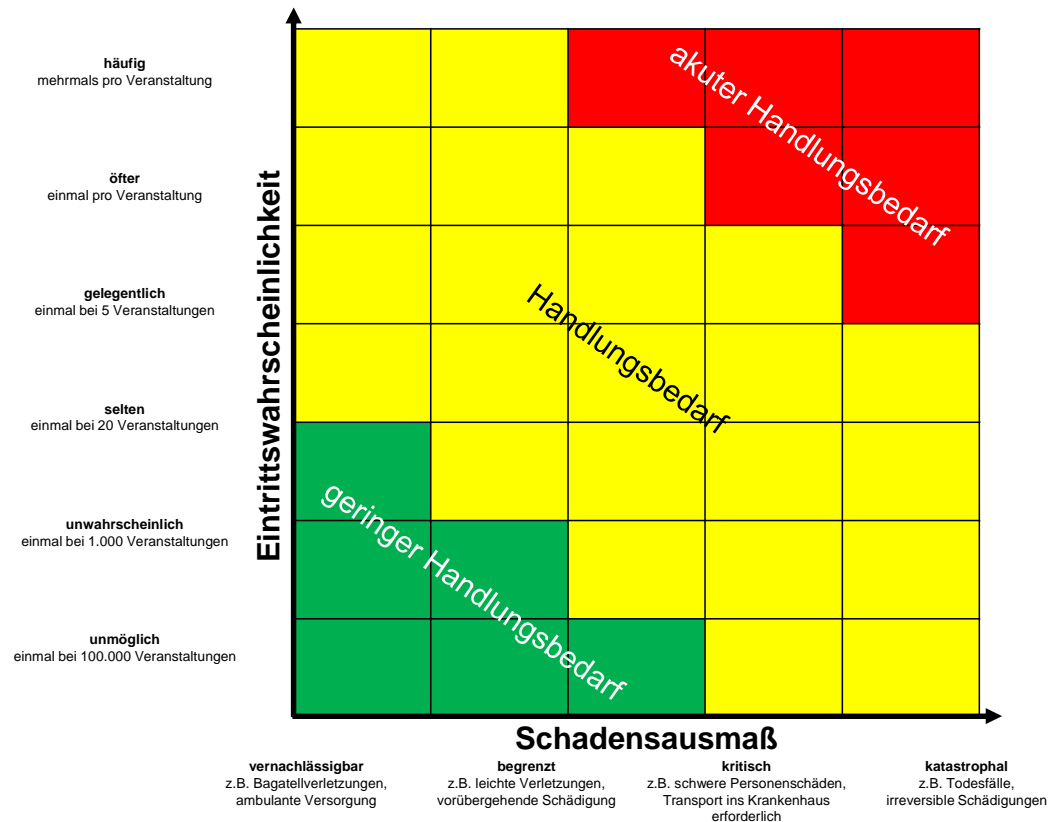 häufig
mehrmals pro Veranstaltung
öfter
einmal pro Veranstaltung
gelegentlich
einmal bei 5 Veranstaltungen
selten
einmal bei 20 Veranstaltungen
unwahrscheinlich
einmal bei 1.000 Veranstaltungen
unmöglich
einmal bei 100.000 Veranstaltungen
Eintrittswahrscheinlichkeit
akuter Handlungsbedarf
Handlungsbedarf
geringer Handlungsbedarf
Schadensausmaß
vernachlässigbar
z.B. Bagatellverletzungen,
ambulante Versorgung
begrenzt
z.B. leichte Verletzungen,
vorübergehende Schädigung
kritisch
z.B. schwere Personenschäden,
Transport ins Krankenhaus
erforderlich
katastrophal
z.B. Todesfälle,
irreversible Schädigungen